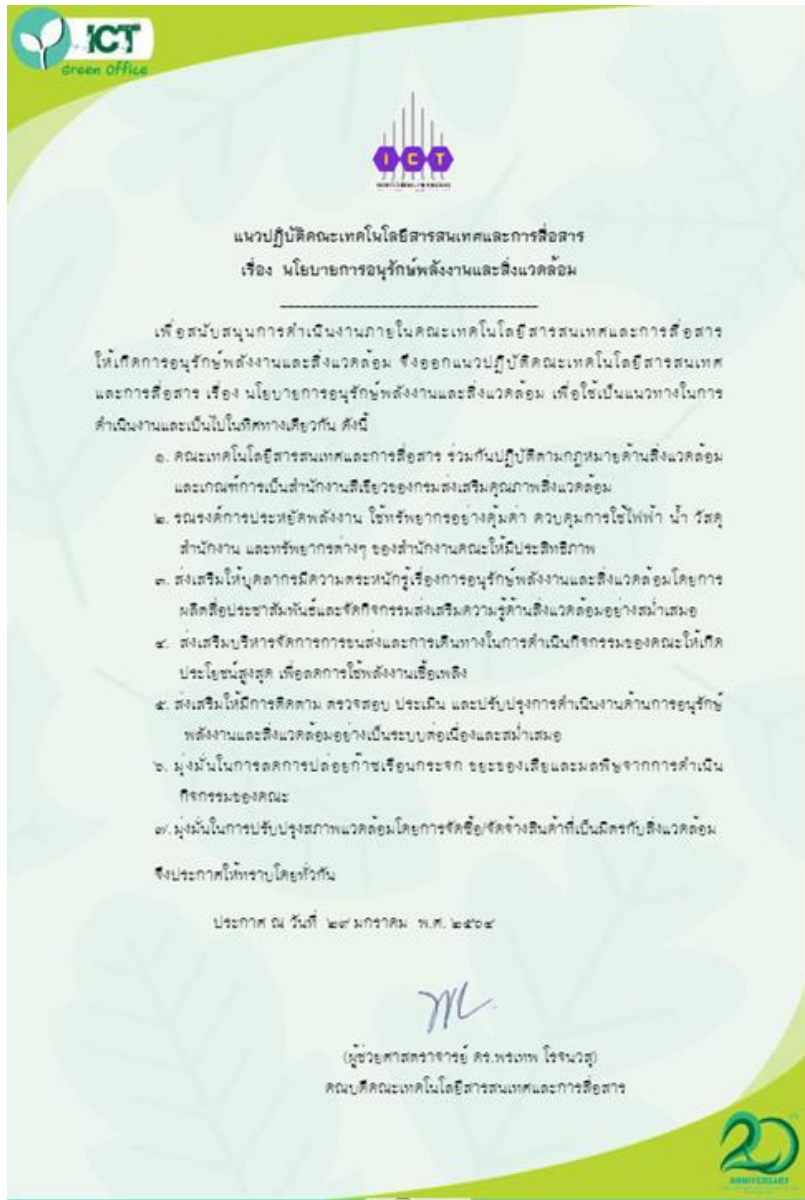 ICT
Green Office
ICT
แนวปฏิบัติคณะเทคโนโลยีสารสนเทศและการสื่อสาร
เรื่อง นโยบายการอนุรักษ์พลังงานและสิ่งแวดล้อม
เพื่อสนับสนุนการดำเนินงานภายในคณะเทคโนโลยีสารสนเทศและการสื่อสาร
ให้เกิดการอนุรักษ์พลังงานและสิ่งแวดล้อม จึงออกแนวปฏิบัติคณะเทคโนโลยีสารสนเทศ
และการสื่อสาร เรื่อง นโยบายการอนุรักษ์พลังงานและสิ่งแวดล้อม เพื่อใช้เป็นแนวทางในการ
ดำเนินงานและเป็นไปในทิศทางเดียวกัน ดังนี้
๑. คณะเทคโนโลยีสารสนเทศและการสื่อสาร ร่วมกันปฏิบัติตามกฎหมายด้านสิ่งแวดล้อม
และเกณฑ์การเป็นสำนักงานสีเขียวของกรมส่งเสริมคุณภาพสิ่งแวดล้อม
๒. รณรงค์การประหยัดพลังงาน ใช้ทรัพยากรอย่างคุ้มค่า ควบคุมการใช้ไฟฟ้า น้ำ วัสดุ
สำนักงาน และทรัพยากรต่างๆ ของสำนักงานคณะให้มีประสิทธิภาพ
๓. ส่งเสริมให้บุคลากรมีความตระหนักรู้เรื่องการอนุรักษ์พลังงานและสิ่งแวดล้อมโดยการ
ผลิตสื่อประชาสัมพันธ์และจัดกิจกรรมส่งเสริมความรู้ด้านสิ่งแวดล้อมอย่างสม่ำเสมอ
๔. ส่งเสริมบริหารจัดการการขนส่งและการเดินทางในการดำเนินกิจกรรมของคณะให้เกิด
ประโยชน์สูงสุด เพื่อลดการใช้พลังงานเชื้อเพลิง
๕. ส่งเสริมให้มีการติดตาม ตรวจสอบ ประเมิน และปรับปรุงการดำเนินงานด้านการอนุรักษ์
พลังงานและสิ่งแวดล้อมอย่างเป็นระบบต่อเนื่องและสม่ำเสมอ
๖. มุ่งมั่นในการลดการปล่อยก๊าซเรือนกระจก ขยะของเสียและมลพิษจากการดำเนิน
กิจกรรมของคณะ
๗. มุ่งมั่นในการปรับปรุงสภาพแวดล้อมโดยการจัดซื้อ/จัดจ้างสินค้าที่เป็นมิตรกับสิ่งแวดล้อม
จึงประกาศให้ทราบโดยทั่วกัน
ประกาศ ณ วันที่ ๒๙ มกราคม พ.ศ. ๒๕๖๔
(ผู้ช่วยศาสตราจารย์ ดร.พรเทพ โรจนวสุ)
คณบดีคณะเทคโนโลยีสารสนเทศและการสื่อสาร
20
ANNIVERSARY